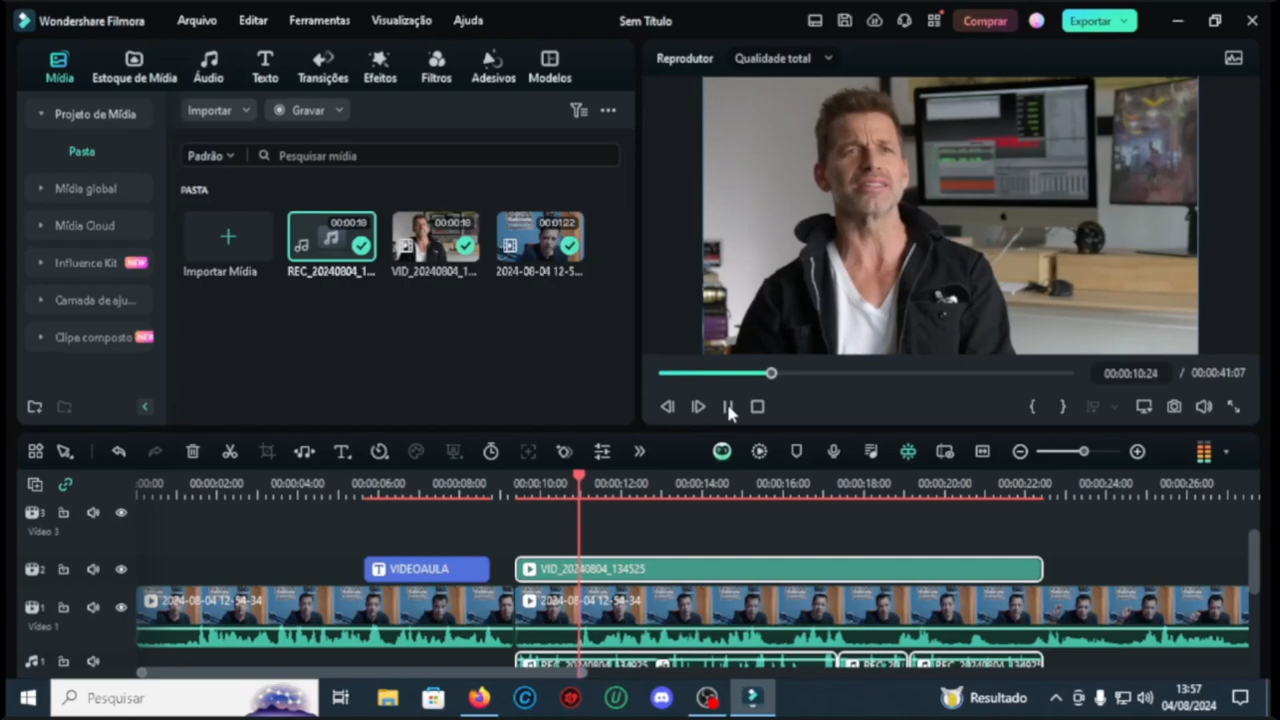 Wondershare Filmora
Arquivo
Editar
Ferramentas
Visualização
Ajuda
Sem Título
Comprar
Exportar
Mídia
Estoque de Mídia
Áudio
Texto
Transições
Efeitos
Filtros
Adesivos
Modelos
Reprodutor
Qualidade total
Projeto de Mídia
Importar
Gravar
Pasta
Padrão
Pesquisar mídia
PASTA
Mídia global
Mídia Cloud
Influence Kit NEW
Camada de aju...
Clipe composto NEW
00:00:18
00:00:18
00:01:22
Importar Mídia
REC_20240804_1...
VID_20240804_1...
2024-08-04 12-5...
00:00:10:24 / 00:00:41:07
:00:00
00:00:02:00
00:00:04:00
00:00:06:00
00:00:08:00
00:00:10:00
00:00:12:00
00:00:14:00
00:00:16:00
00:00:18:00
00:00:20:00
00:00:22:00
00:00:24:00
00:00:26:00
3
Vídeo 3
2
VIDEOAULA
VID_20240804_134525
1
2024-08-04 12-54-34
2024-08-04 12-54-34
Vídeo 1
1
REC_20240804_134925
Pesquisar
Resultado
13:57
04/08/2024